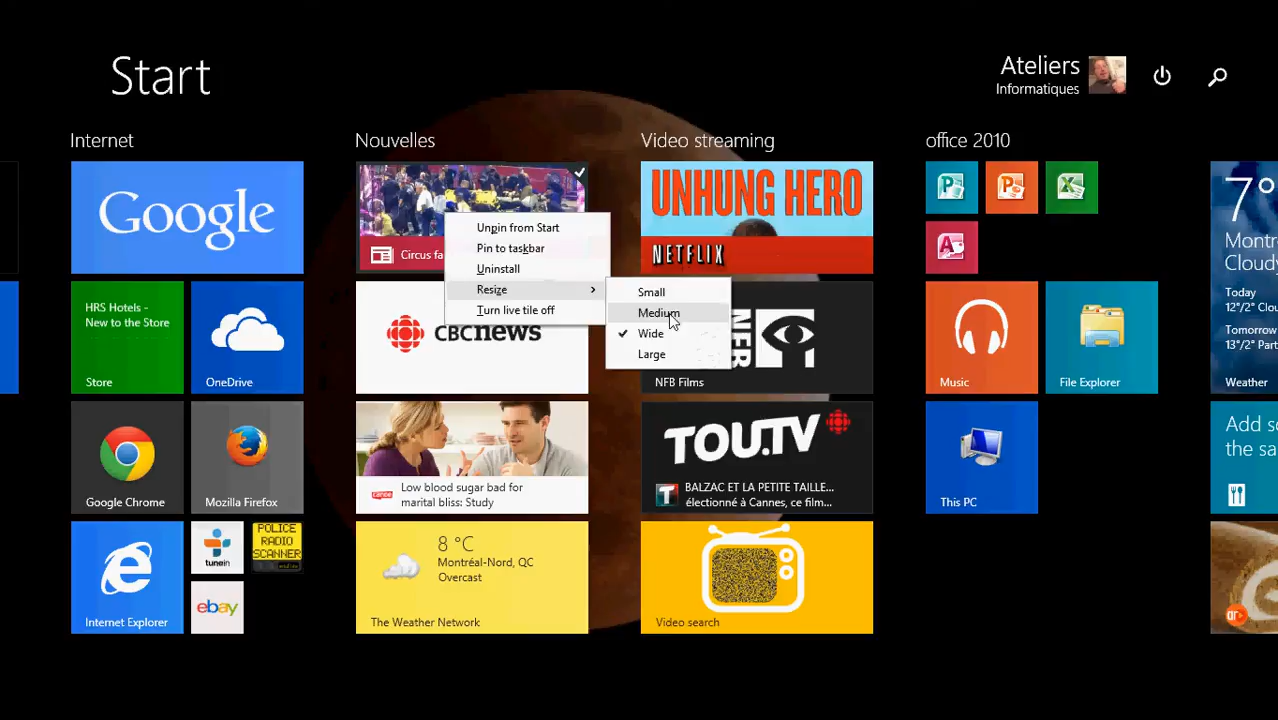 Start
Ateliers
Informatiques
Internet
Nouvelles
Video streaming
office 2010
Google
HRS Hotels -
New to the Store
Store
OneDrive
Google Chrome
Mozilla Firefox
Internet Explorer
tunein
POLICE
RADIO
SCANNER
ebay
Circus fa
Unpin from Start
Pin to taskbar
Uninstall
Resize
Turn live tile off
Small
Medium
Wide
Large
CBCnews
canoe
Low blood sugar bad for
marital bliss: Study
8 °C
Montréal-Nord, QC
Overcast
The Weather Network
UNHUNG HERO
NETFLIX
NFB
NFB Films
TOU.TV
BALZAC ET LA PETITE TAILLE...
électionné à Cannes, ce film...
Video search
Music
File Explorer
This PC
7°
Montr
Cloudy
Today
12°/2° Part
Tomorrow
13°/2° Part
Weather
Add so
the sa